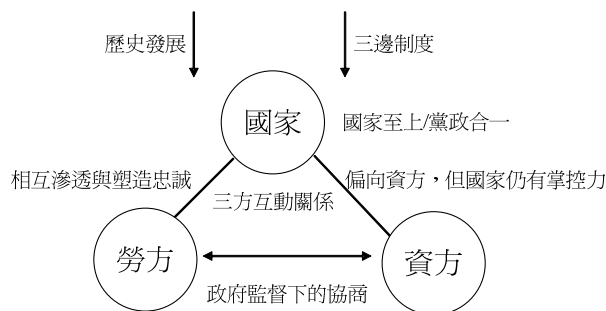 歷史發展
三邊制度
國家
國家至上/黨政合一
相互滲透與塑造忠誠
偏向資方，但國家仍有掌控力
三方互動關係
勞方
資方
政府監督下的協商